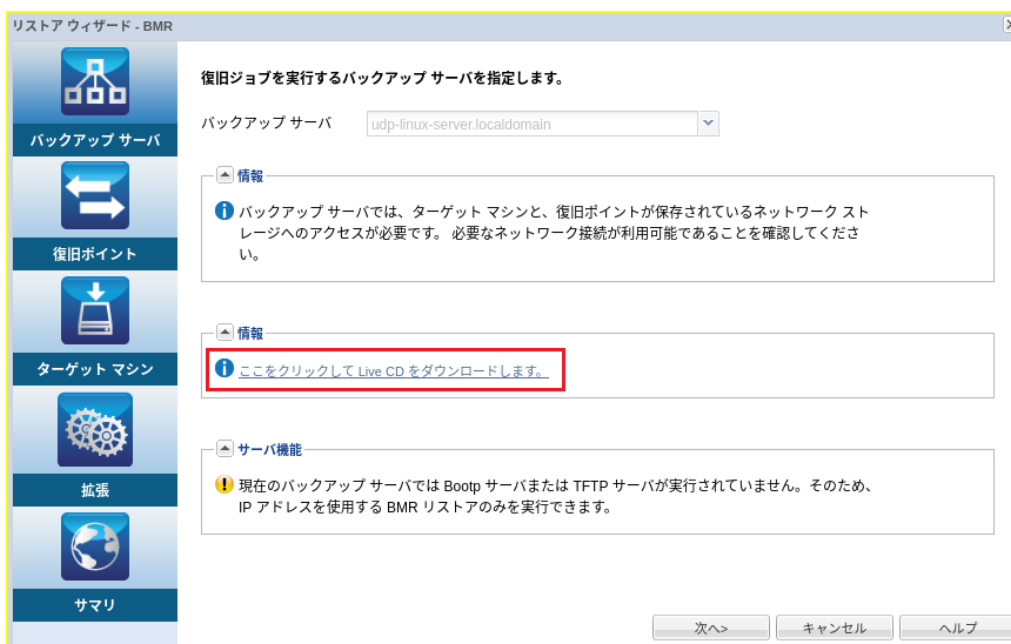 リストア ウィザード - BMR
バックアップ サーバ
復旧ポイント
ターゲット マシン
拡張
サマリ
復旧ジョブを実行するバックアップ サーバを指定します。
バックアップ サーバ
udp-linux-server.localdomain
情報
バックアップ サーバでは、ターゲット マシンと、復旧ポイントが保存されているネットワーク スト
レージへのアクセスが必要です。 必要なネットワーク接続が利用可能であることを確認してくださ
い。
情報
ここをクリックして Live CD をダウンロードします。
サーバ機能
現在のバックアップ サーバでは Bootp サーバまたは TFTP サーバが実行されていません。そのため、
IP アドレスを使用する BMR リストアのみを実行できます。
次へ>
キャンセル
ヘルプ